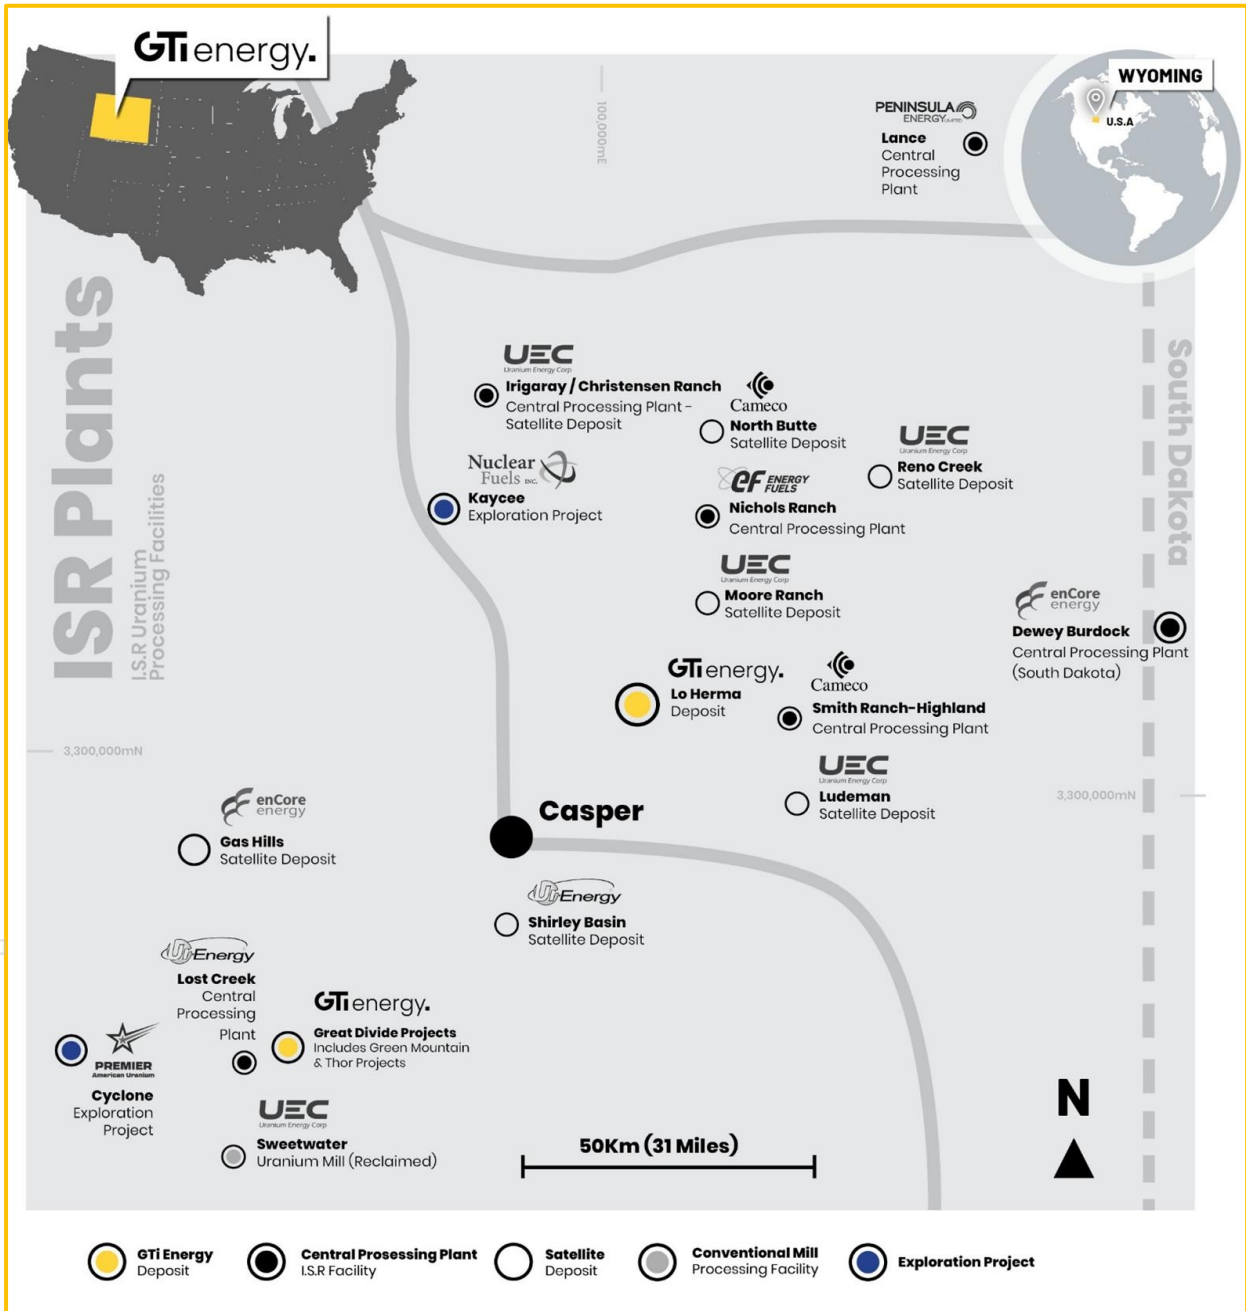 GTi energy.
WYOMING
U.S.A
100,000mE
PENINSULA
ENERGY LIMITED
Lance
Central
Processing
Plant
ISR Plants
I.S.R Uranium
Processing Facilities
South Dakota
UEC
Uranium Energy Corp
Irigaray / Christensen Ranch
Central Processing Plant -
Satellite Deposit
Cameco
North Butte
Satellite Deposit
UEC
Uranium Energy Corp
Reno Creek
Satellite Deposit
Nuclear
Fuels INC.
Kaycee
Exploration Project
eF ENERGY
FUELS
Nichols Ranch
Central Processing Plant
UEC
Uranium Energy Corp
Moore Ranch
Satellite Deposit
enCore
energy
Dewey Burdock
Central Processing Plant
(South Dakota)
GTi energy.
Lo Herma
Deposit
Cameco
Smith Ranch-Highland
Central Processing Plant
3,300,000mN
UEC
Uranium Energy Corp
Ludeman
Satellite Deposit
3,300,000mN
enCore
energy
Gas Hills
Satellite Deposit
Casper
Ur Energy
Shirley Basin
Satellite Deposit
Ur Energy
Lost Creek
Central
Processing
Plant
GTi energy.
Great Divide Projects
Includes Green Mountain
& Thor Projects
PREMIER
American Uranium
Cyclone
Exploration
Project
UEC
Uranium Energy Corp
Sweetwater
Uranium Mill (Reclaimed)
50Km (31 Miles)
N
GTi Energy
Deposit
Central Prosessing Plant
I.S.R Facility
Satellite
Deposit
Conventional Mill
Processing Facility
Exploration Project